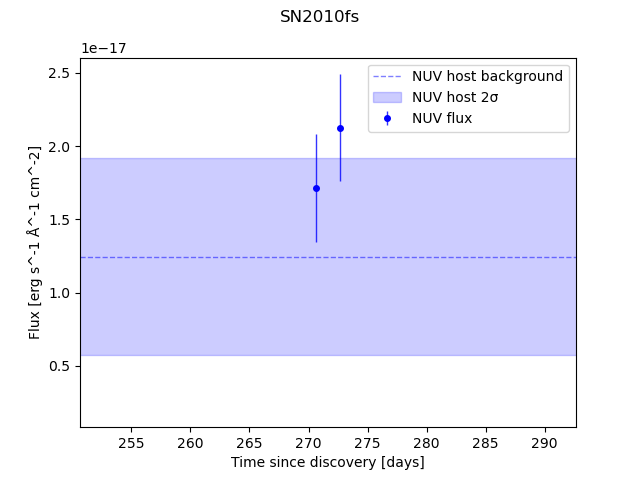 SN2010fs
1e−17
NUV host background
NUV host 2σ
NUV flux
2.5
2.0
1.5
1.0
0.5
Flux [erg s^-1 Å^-1 cm^-2]
255 260 265 270 275 280 285 290
Time since discovery [days]